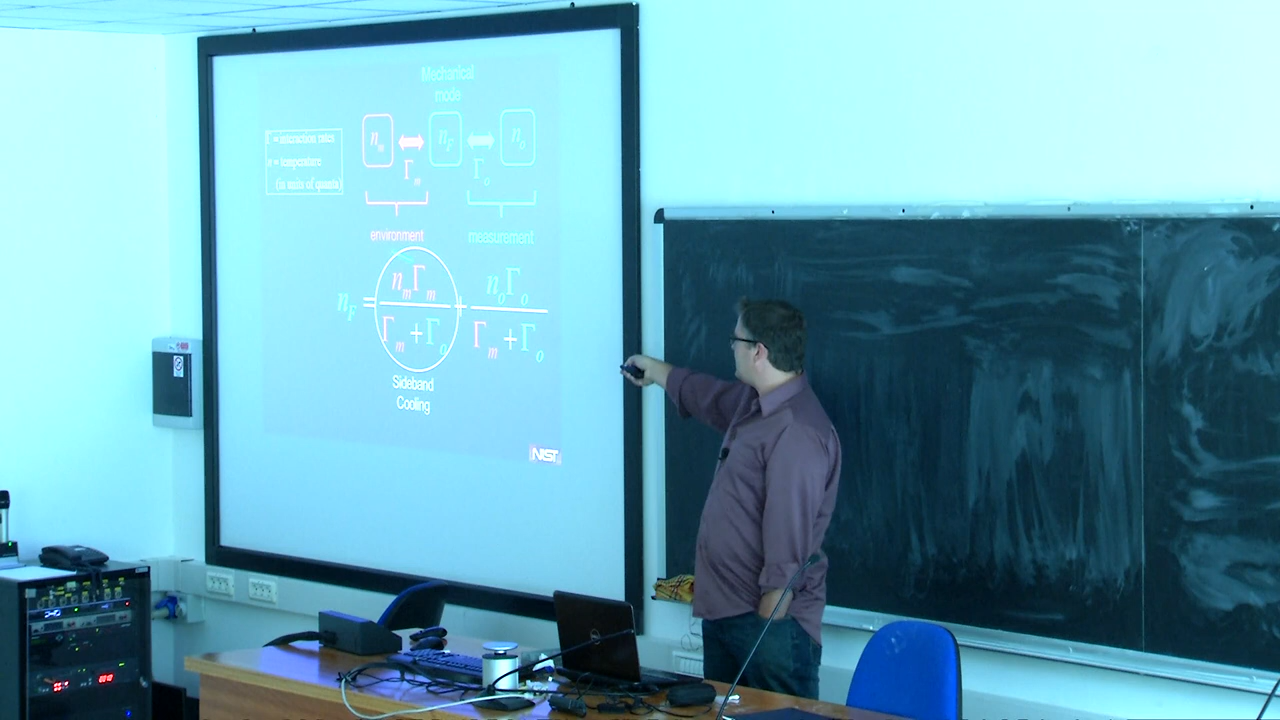 Mechanical
mode
Γ = interaction rates
n = temperature
(in units of quanta)
n_m ⟷ n_F ⟷ n_o
Γ_m Γ_o
environment measurement
n_F = n_mΓ_m / (Γ_m + Γ_o) + n_oΓ_o / (Γ_m + Γ_o)
Sideband
Cooling
NIST